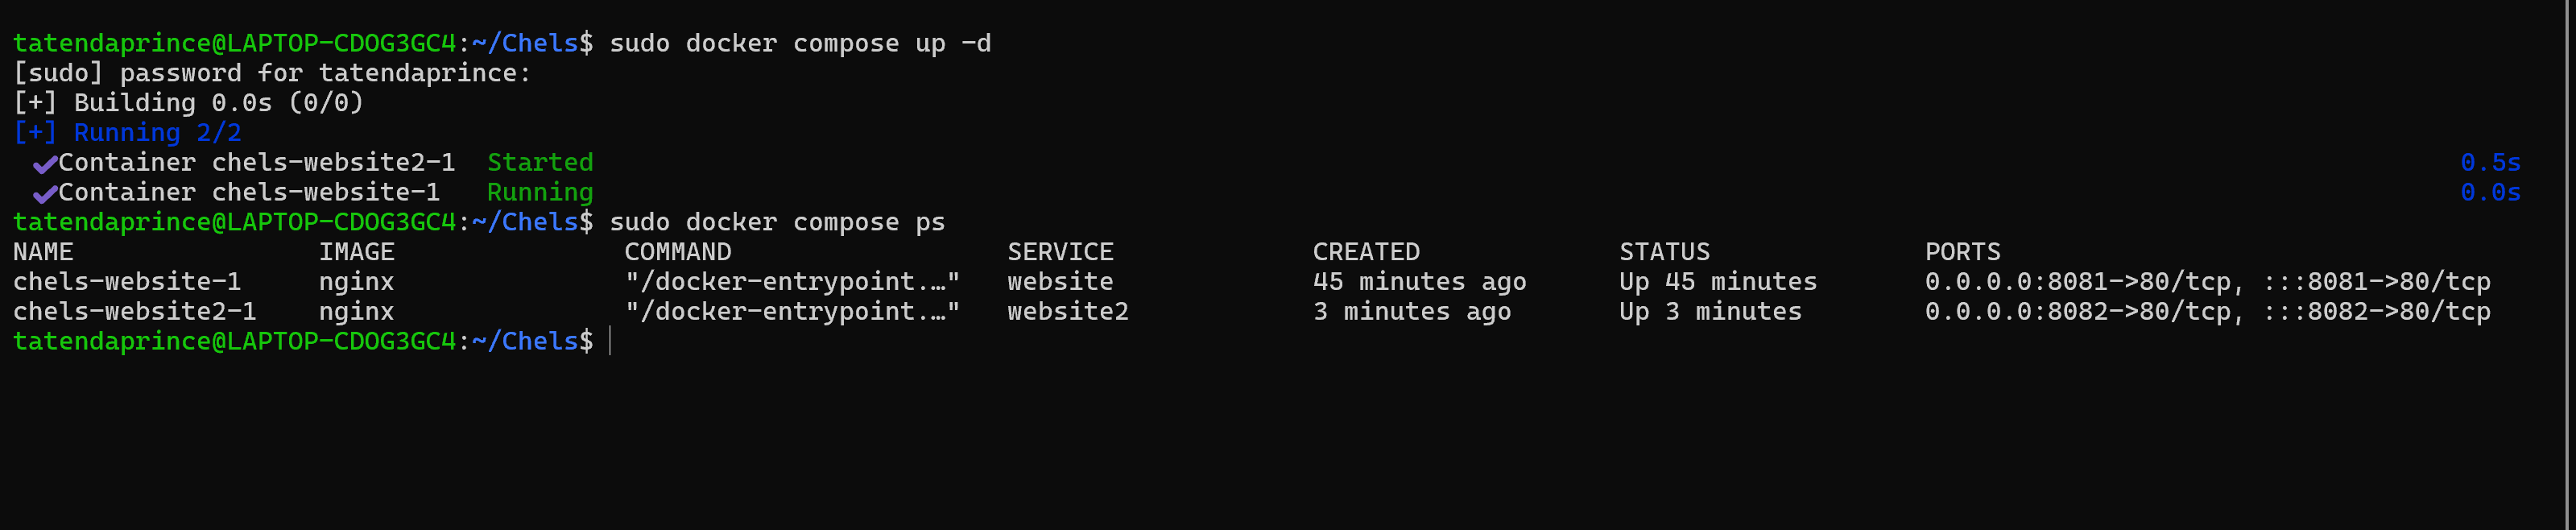 tatendaprince@LAPTOP-CDOG3GC4:~/Chels$ sudo docker compose up -d
[sudo] password for tatendaprince:
[+] Building 0.0s (0/0)
[+] Running 2/2
✔Container chels-website2-1  Started 0.5s
✔Container chels-website-1   Running 0.0s
tatendaprince@LAPTOP-CDOG3GC4:~/Chels$ sudo docker compose ps
NAME                IMAGE               COMMAND                  SERVICE             CREATED             STATUS              PORTS
chels-website-1     nginx               "/docker-entrypoint.…"   website             45 minutes ago      Up 45 minutes       0.0.0.0:8081->80/tcp, :::8081->80/tcp
chels-website2-1    nginx               "/docker-entrypoint.…"   website2            3 minutes ago       Up 3 minutes        0.0.0.0:8082->80/tcp, :::8082->80/tcp
tatendaprince@LAPTOP-CDOG3GC4:~/Chels$